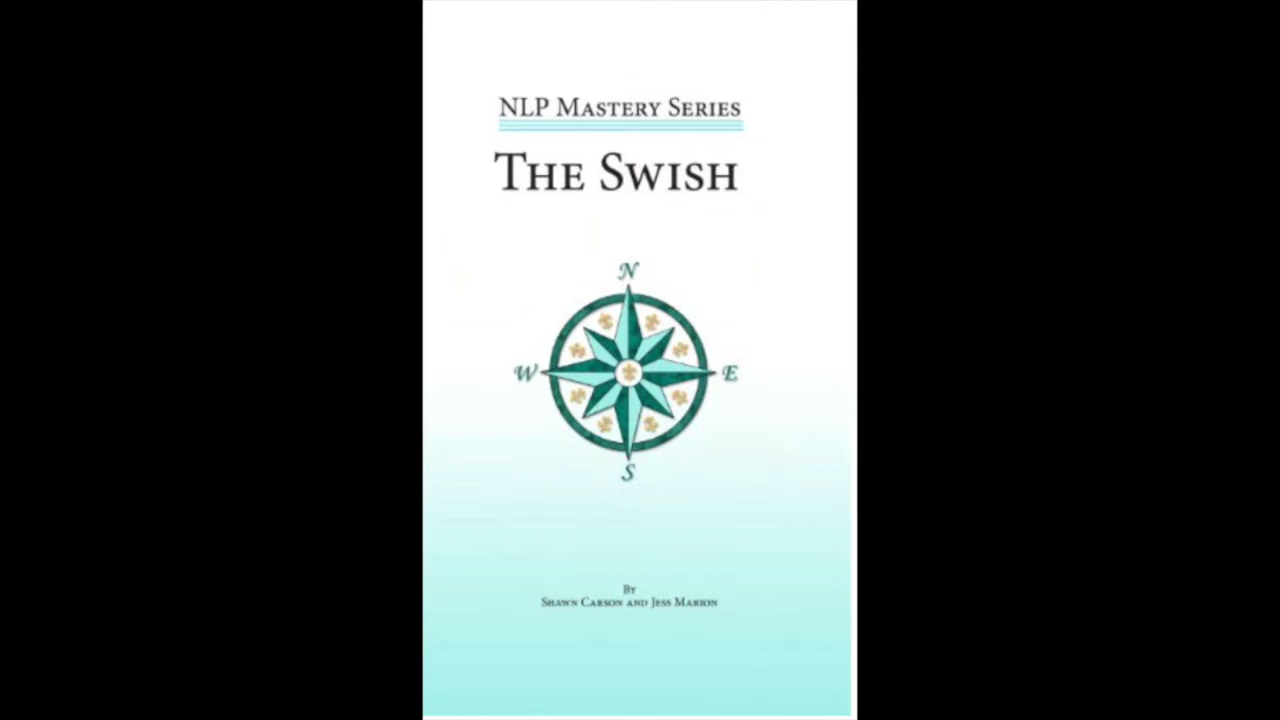 NLP Mastery Series
The Swish
N
W E
S
By
Shawn Carson and Jess Marion